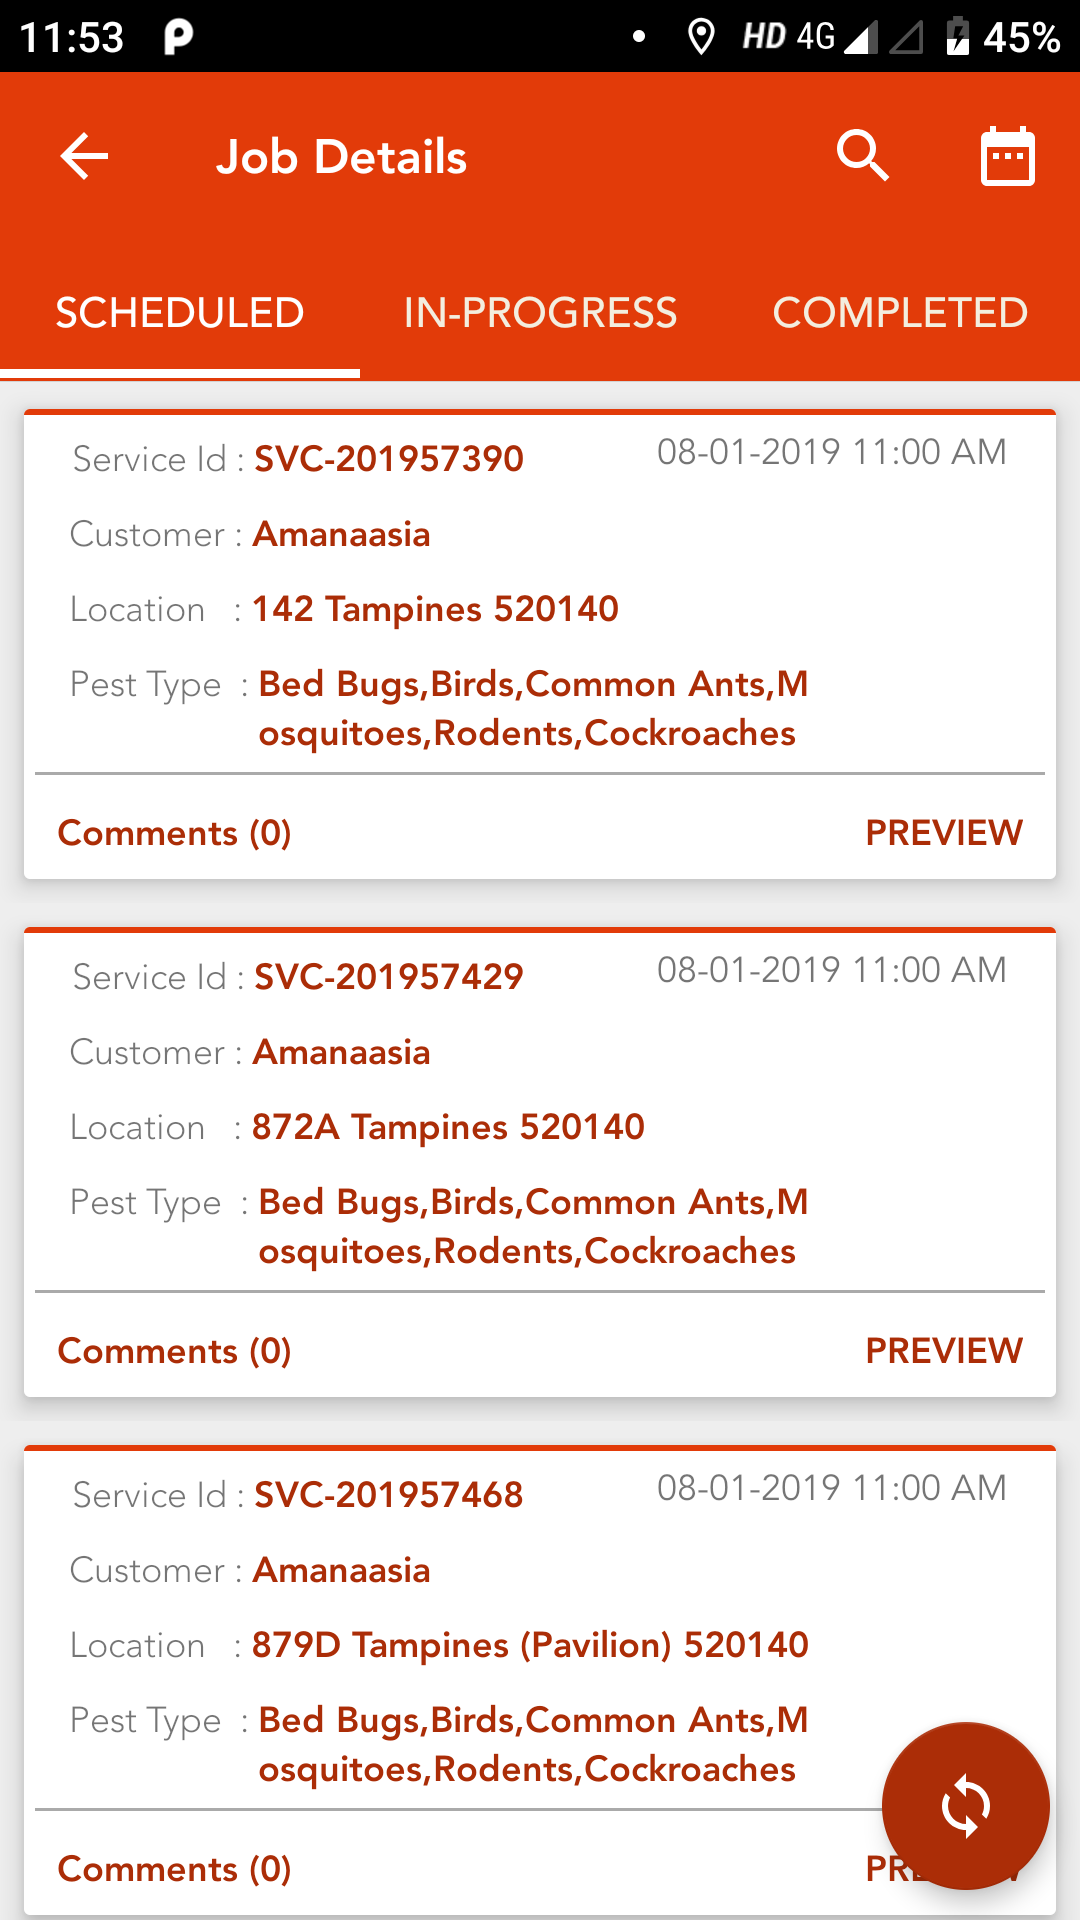 11:53 HD 4G 45%
Job Details
SCHEDULED IN-PROGRESS COMPLETED
Service Id : SVC-201957390 08-01-2019 11:00 AM
Customer : Amanaasia
Location : 142 Tampines 520140
Pest Type : Bed Bugs,Birds,Common Ants,M
osquitoes,Rodents,Cockroaches
Comments (0) PREVIEW
Service Id : SVC-201957429 08-01-2019 11:00 AM
Customer : Amanaasia
Location : 872A Tampines 520140
Pest Type : Bed Bugs,Birds,Common Ants,M
osquitoes,Rodents,Cockroaches
Comments (0) PREVIEW
Service Id : SVC-201957468 08-01-2019 11:00 AM
Customer : Amanaasia
Location : 879D Tampines (Pavilion) 520140
Pest Type : Bed Bugs,Birds,Common Ants,M
osquitoes,Rodents,Cockroaches
Comments (0)